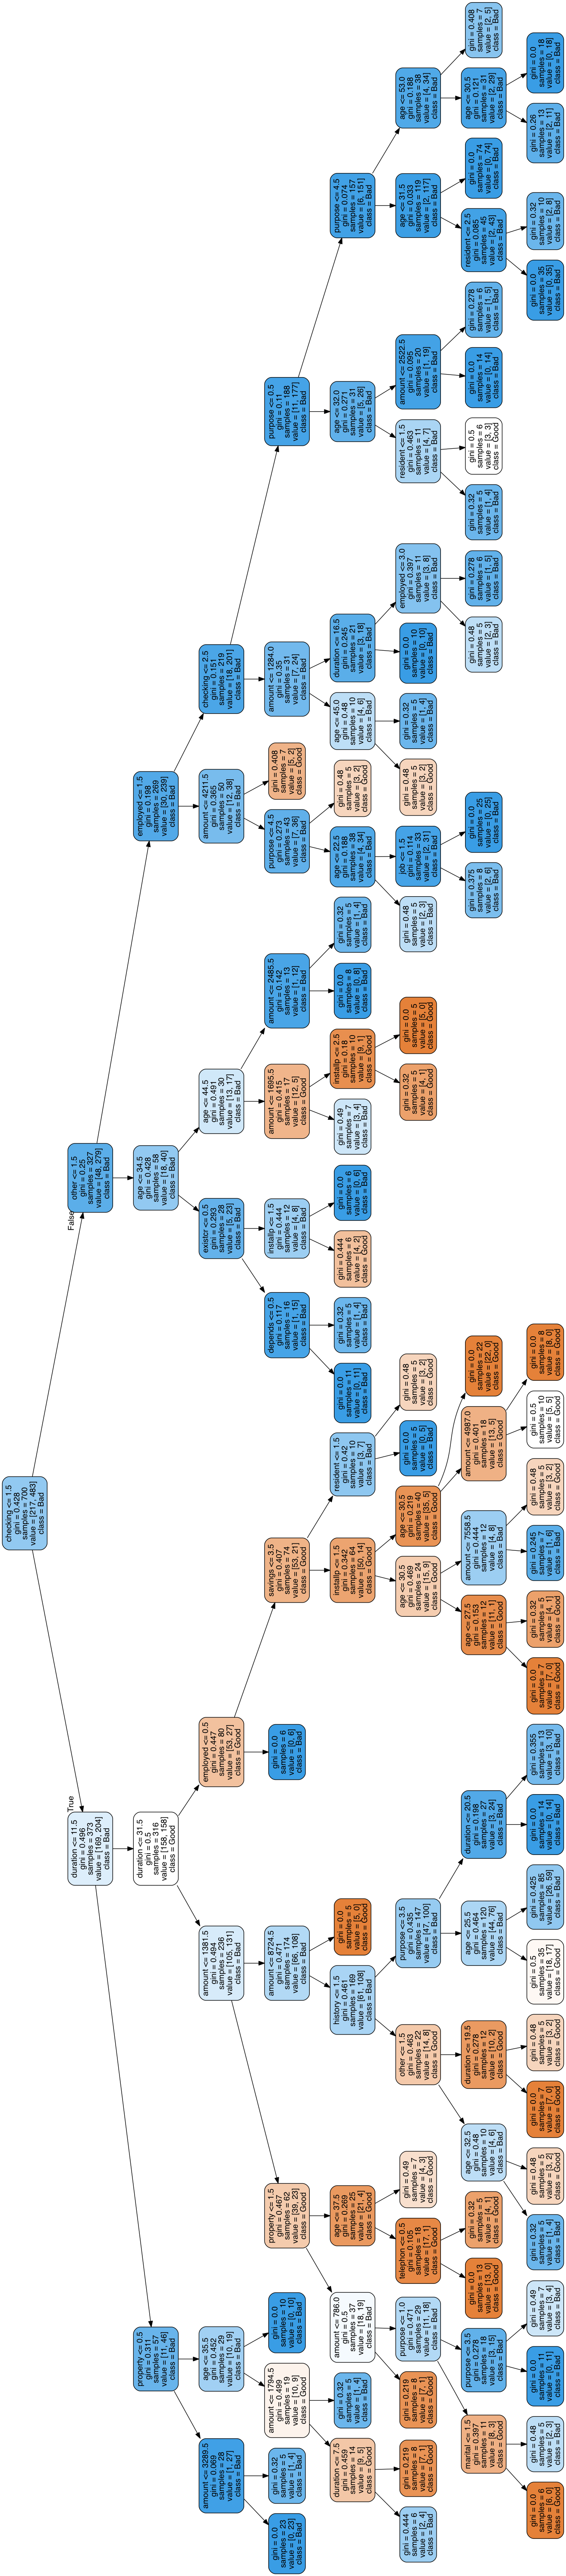 checking <= 1.5
gini = 0.428
samples = 700
value = [217, 483]
class = Bad
True
False
duration <= 11.5
gini = 0.496
samples = 373
value = [169, 204]
class = Bad
other <= 1.5
gini = 0.25
samples = 327
value = [48, 279]
class = Bad
property <= 0.5
gini = 0.311
samples = 57
value = [11, 46]
class = Bad
duration <= 31.5
gini = 0.5
samples = 316
value = [158, 158]
class = Good
age <= 34.5
gini = 0.428
samples = 58
value = [18, 40]
class = Bad
employed <= 1.5
gini = 0.198
samples = 269
value = [30, 239]
class = Bad
amount <= 3289.5
gini = 0.069
samples = 28
value = [1, 27]
class = Bad
age <= 35.5
gini = 0.452
samples = 29
value = [10, 19]
class = Bad
amount <= 1381.5
gini = 0.494
samples = 236
value = [105, 131]
class = Bad
employed <= 0.5
gini = 0.447
samples = 80
value = [53, 27]
class = Good
existcr <= 0.5
gini = 0.293
samples = 28
value = [5, 23]
class = Bad
age <= 44.5
gini = 0.491
samples = 30
value = [13, 17]
class = Bad
amount <= 4211.5
gini = 0.365
samples = 50
value = [12, 38]
class = Bad
checking <= 2.5
gini = 0.151
samples = 219
value = [18, 201]
class = Bad
gini = 0.0
samples = 23
value = [0, 23]
class = Bad
gini = 0.32
samples = 5
value = [1, 4]
class = Bad
amount <= 1794.5
gini = 0.499
samples = 19
value = [10, 9]
class = Good
gini = 0.0
samples = 10
value = [0, 10]
class = Bad
property <= 1.5
gini = 0.467
samples = 62
value = [39, 23]
class = Good
amount <= 8724.5
gini = 0.471
samples = 174
value = [66, 108]
class = Bad
gini = 0.0
samples = 6
value = [0, 6]
class = Bad
savings <= 3.5
gini = 0.407
samples = 74
value = [53, 21]
class = Good
depends <= 0.5
gini = 0.117
samples = 16
value = [1, 15]
class = Bad
installp <= 1.5
gini = 0.444
samples = 12
value = [4, 8]
class = Bad
amount <= 1695.5
gini = 0.415
samples = 17
value = [12, 5]
class = Good
amount <= 2485.5
gini = 0.142
samples = 13
value = [1, 12]
class = Bad
purpose <= 4.5
gini = 0.273
samples = 43
value = [7, 36]
class = Bad
gini = 0.408
samples = 7
value = [5, 2]
class = Good
amount <= 1284.0
gini = 0.35
samples = 31
value = [7, 24]
class = Bad
purpose <= 0.5
gini = 0.11
samples = 188
value = [11, 177]
class = Bad
duration <= 7.5
gini = 0.459
samples = 14
value = [9, 5]
class = Good
gini = 0.32
samples = 5
value = [1, 4]
class = Bad
amount <= 786.0
gini = 0.5
samples = 37
value = [18, 19]
class = Bad
age <= 37.5
gini = 0.269
samples = 25
value = [21, 4]
class = Good
history <= 1.5
gini = 0.461
samples = 169
value = [61, 108]
class = Bad
gini = 0.0
samples = 5
value = [5, 0]
class = Good
installp <= 1.5
gini = 0.342
samples = 64
value = [50, 14]
class = Good
resident <= 1.5
gini = 0.42
samples = 10
value = [3, 7]
class = Bad
gini = 0.0
samples = 11
value = [0, 11]
class = Bad
gini = 0.32
samples = 5
value = [1, 4]
class = Bad
gini = 0.444
samples = 6
value = [4, 2]
class = Good
gini = 0.0
samples = 6
value = [0, 6]
class = Bad
gini = 0.49
samples = 7
value = [3, 4]
class = Bad
installp <= 2.5
gini = 0.18
samples = 10
value = [9, 1]
class = Good
gini = 0.0
samples = 8
value = [0, 8]
class = Bad
gini = 0.32
samples = 5
value = [1, 4]
class = Bad
age <= 22.5
gini = 0.188
samples = 38
value = [4, 34]
class = Bad
gini = 0.48
samples = 5
value = [3, 2]
class = Good
age <= 45.0
gini = 0.48
samples = 10
value = [4, 6]
class = Bad
duration <= 16.5
gini = 0.245
samples = 21
value = [3, 18]
class = Bad
age <= 32.0
gini = 0.271
samples = 31
value = [5, 26]
class = Bad
purpose <= 4.5
gini = 0.074
samples = 157
value = [6, 151]
class = Bad
gini = 0.444
samples = 6
value = [2, 4]
class = Bad
gini = 0.219
samples = 8
value = [7, 1]
class = Good
gini = 0.219
samples = 8
value = [7, 1]
class = Good
purpose <= 1.0
gini = 0.471
samples = 29
value = [11, 18]
class = Bad
telephon <= 0.5
gini = 0.105
samples = 18
value = [17, 1]
class = Good
gini = 0.49
samples = 7
value = [4, 3]
class = Good
other <= 1.5
gini = 0.463
samples = 22
value = [14, 8]
class = Good
purpose <= 3.5
gini = 0.435
samples = 147
value = [47, 100]
class = Bad
age <= 30.5
gini = 0.469
samples = 24
value = [15, 9]
class = Good
age <= 30.5
gini = 0.219
samples = 40
value = [35, 5]
class = Good
gini = 0.0
samples = 5
value = [0, 5]
class = Bad
gini = 0.48
samples = 5
value = [3, 2]
class = Good
gini = 0.32
samples = 5
value = [4, 1]
class = Good
gini = 0.0
samples = 5
value = [5, 0]
class = Good
gini = 0.48
samples = 5
value = [2, 3]
class = Bad
job <= 1.5
gini = 0.114
samples = 33
value = [2, 31]
class = Bad
gini = 0.48
samples = 5
value = [3, 2]
class = Good
gini = 0.32
samples = 5
value = [1, 4]
class = Bad
gini = 0.0
samples = 10
value = [0, 10]
class = Bad
employed <= 3.0
gini = 0.397
samples = 11
value = [3, 8]
class = Bad
resident <= 1.5
gini = 0.463
samples = 11
value = [4, 7]
class = Bad
amount <= 2522.5
gini = 0.095
samples = 20
value = [1, 19]
class = Bad
age <= 31.5
gini = 0.033
samples = 119
value = [2, 117]
class = Bad
age <= 53.0
gini = 0.188
samples = 38
value = [4, 34]
class = Bad
marital <= 1.5
gini = 0.397
samples = 11
value = [8, 3]
class = Good
purpose <= 3.5
gini = 0.278
samples = 18
value = [3, 15]
class = Bad
gini = 0.0
samples = 13
value = [13, 0]
class = Good
gini = 0.32
samples = 5
value = [4, 1]
class = Good
age <= 32.5
gini = 0.48
samples = 10
value = [4, 6]
class = Bad
duration <= 19.5
gini = 0.278
samples = 12
value = [10, 2]
class = Good
age <= 25.5
gini = 0.464
samples = 120
value = [44, 76]
class = Bad
duration <= 20.5
gini = 0.198
samples = 27
value = [3, 24]
class = Bad
age <= 27.5
gini = 0.153
samples = 12
value = [11, 1]
class = Good
amount <= 7558.5
gini = 0.444
samples = 12
value = [4, 8]
class = Bad
amount <= 4987.0
gini = 0.401
samples = 18
value = [13, 5]
class = Good
gini = 0.0
samples = 22
value = [22, 0]
class = Good
gini = 0.375
samples = 8
value = [2, 6]
class = Bad
gini = 0.0
samples = 25
value = [0, 25]
class = Bad
gini = 0.48
samples = 5
value = [2, 3]
class = Bad
gini = 0.278
samples = 6
value = [1, 5]
class = Bad
gini = 0.32
samples = 5
value = [1, 4]
class = Bad
gini = 0.5
samples = 6
value = [3, 3]
class = Good
gini = 0.0
samples = 14
value = [0, 14]
class = Bad
gini = 0.278
samples = 6
value = [1, 5]
class = Bad
resident <= 2.5
gini = 0.085
samples = 45
value = [2, 43]
class = Bad
gini = 0.0
samples = 74
value = [0, 74]
class = Bad
age <= 30.5
gini = 0.121
samples = 31
value = [2, 29]
class = Bad
gini = 0.408
samples = 7
value = [2, 5]
class = Bad
gini = 0.0
samples = 6
value = [6, 0]
class = Good
gini = 0.48
samples = 5
value = [2, 3]
class = Bad
gini = 0.0
samples = 11
value = [0, 11]
class = Bad
gini = 0.49
samples = 7
value = [3, 4]
class = Bad
gini = 0.32
samples = 5
value = [1, 4]
class = Bad
gini = 0.48
samples = 5
value = [3, 2]
class = Good
gini = 0.0
samples = 7
value = [7, 0]
class = Good
gini = 0.48
samples = 5
value = [3, 2]
class = Good
gini = 0.5
samples = 35
value = [18, 17]
class = Good
gini = 0.425
samples = 85
value = [26, 59]
class = Bad
gini = 0.0
samples = 14
value = [0, 14]
class = Bad
gini = 0.355
samples = 13
value = [3, 10]
class = Bad
gini = 0.0
samples = 7
value = [7, 0]
class = Good
gini = 0.32
samples = 5
value = [4, 1]
class = Good
gini = 0.245
samples = 7
value = [1, 6]
class = Bad
gini = 0.48
samples = 5
value = [3, 2]
class = Good
gini = 0.5
samples = 10
value = [5, 5]
class = Good
gini = 0.0
samples = 8
value = [8, 0]
class = Good
gini = 0.0
samples = 35
value = [0, 35]
class = Bad
gini = 0.32
samples = 10
value = [2, 8]
class = Bad
gini = 0.26
samples = 13
value = [2, 11]
class = Bad
gini = 0.0
samples = 18
value = [0, 18]
class = Bad